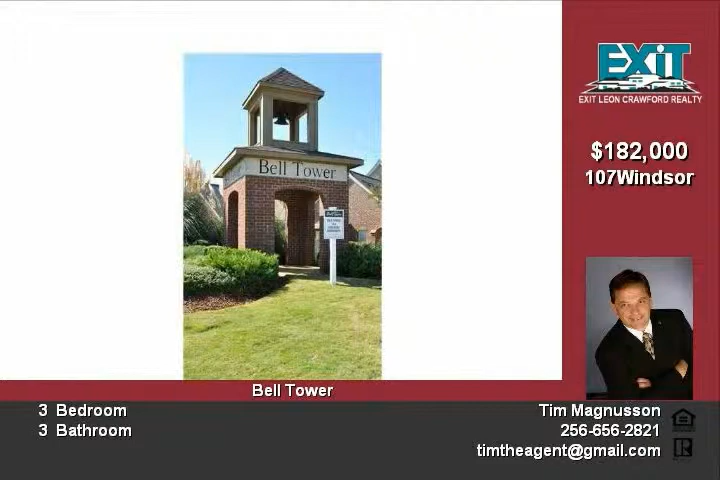 EXIT
EXIT LEON CRAWFORD REALTY
$182,000
107Windsor
Bell Tower
Bell Tower
3 Bedroom
3 Bathroom
Tim Magnusson
256-656-2821
timtheagent@gmail.com